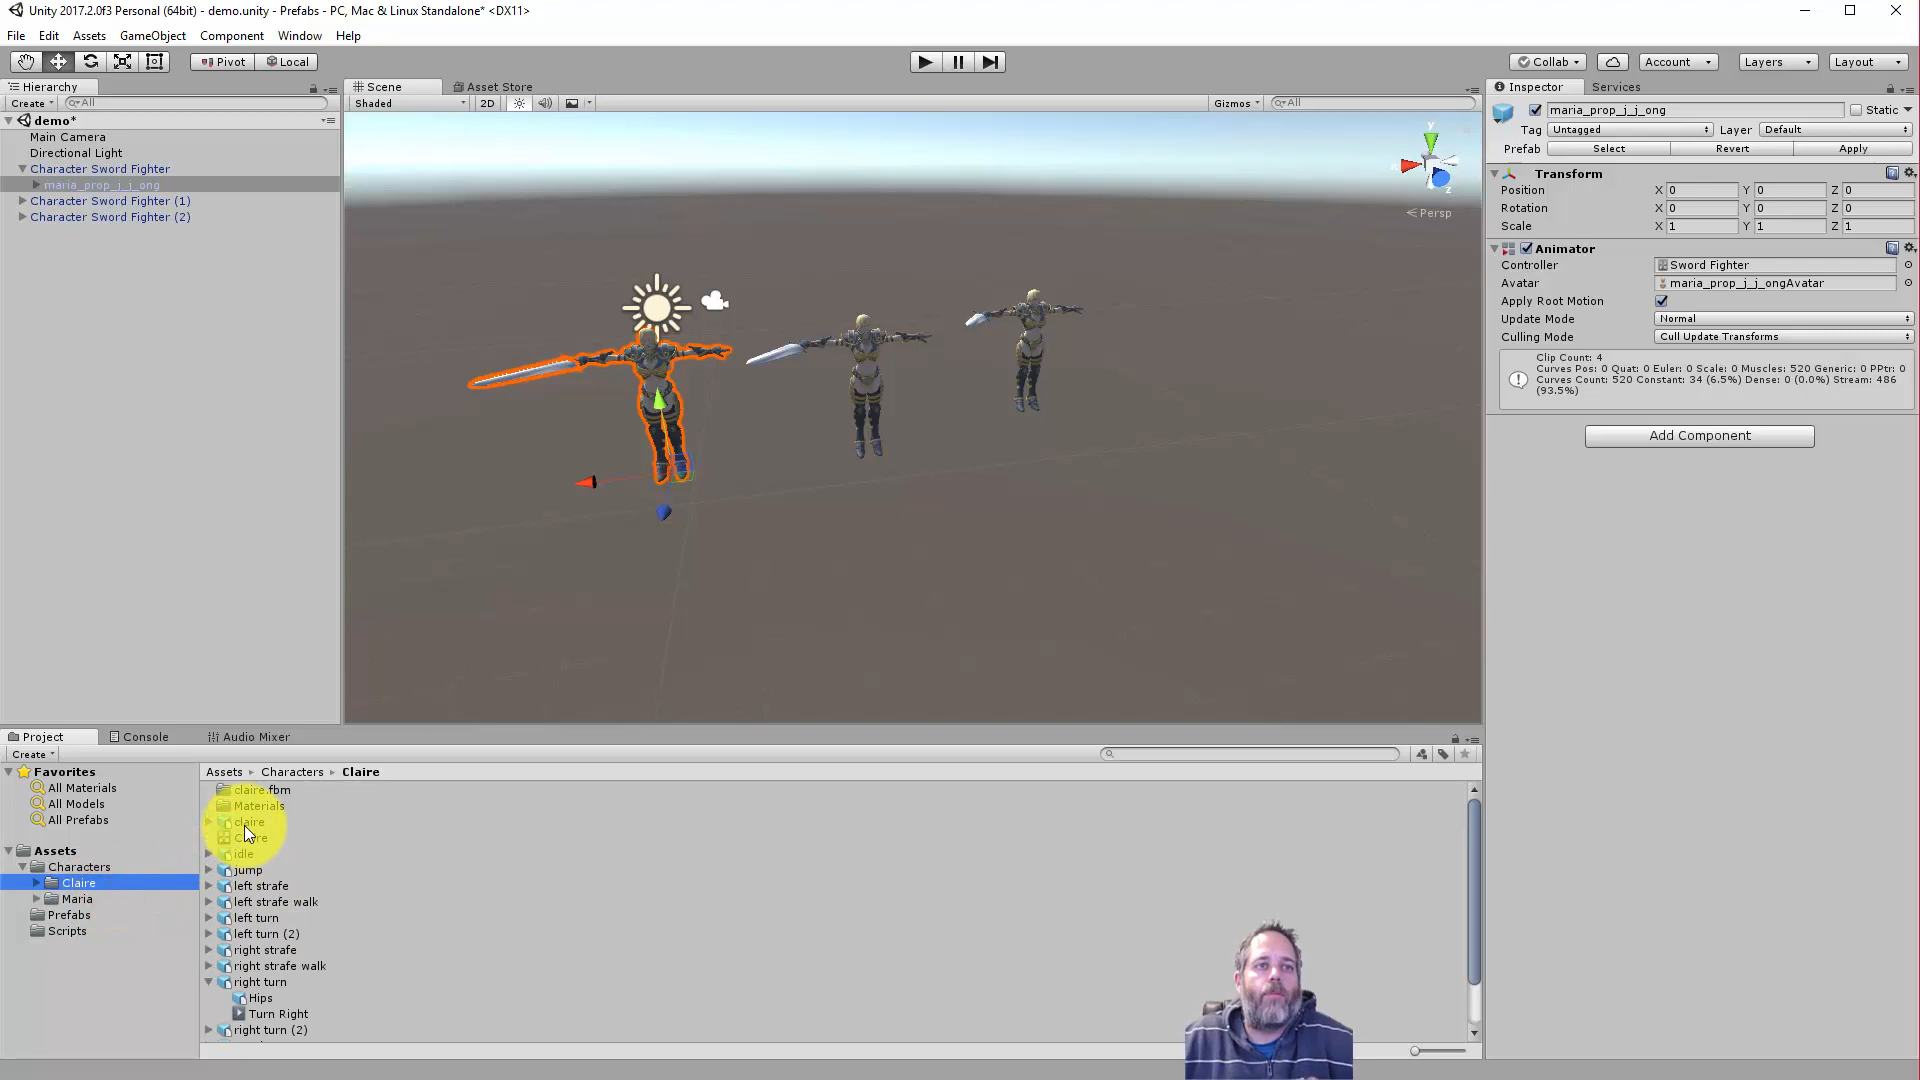 Unity 2017.2.0f3 Personal (64bit) - demo.unity - Prefabs - PC, Mac & Linux Standalone* <DX11>
File Edit Assets GameObject Component Window Help
Pivot Local Collab Account Layers Layout
Hierarchy
Create All
demo*
Main Camera
Directional Light
Character Sword Fighter
maria_prop_j_j_ong
Character Sword Fighter (1)
Character Sword Fighter (2)
Scene Asset Store
Shaded 2D Gizmos All
y
z
Persp
Inspector Services
maria_prop_j_j_ong Static
Tag Untagged Layer Default
Prefab Select Revert Apply
Transform
Position X 0 Y 0 Z 0
Rotation X 0 Y 0 Z 0
Scale X 1 Y 1 Z 1
Animator
Controller Sword Fighter
Avatar maria_prop_j_j_ongAvatar
Apply Root Motion
Update Mode Normal
Culling Mode Cull Update Transforms
Clip Count: 4
Curves Pos: 0 Quat: 0 Euler: 0 Scale: 0 Muscles: 520 Generic: 0 PPtr: 0
Curves Count: 520 Constant: 34 (6.5%) Dense: 0 (0.0%) Stream: 486
(93.5%)
Add Component
Project Console Audio Mixer
Create
Favorites
All Materials
All Models
All Prefabs
Assets
Characters
Claire
Maria
Prefabs
Scripts
Assets Characters Claire
claire.fbm
Materials
claire
Claire
idle
jump
left strafe
left strafe walk
left turn
left turn (2)
right strafe
right strafe walk
right turn
Hips
Turn Right
right turn (2)